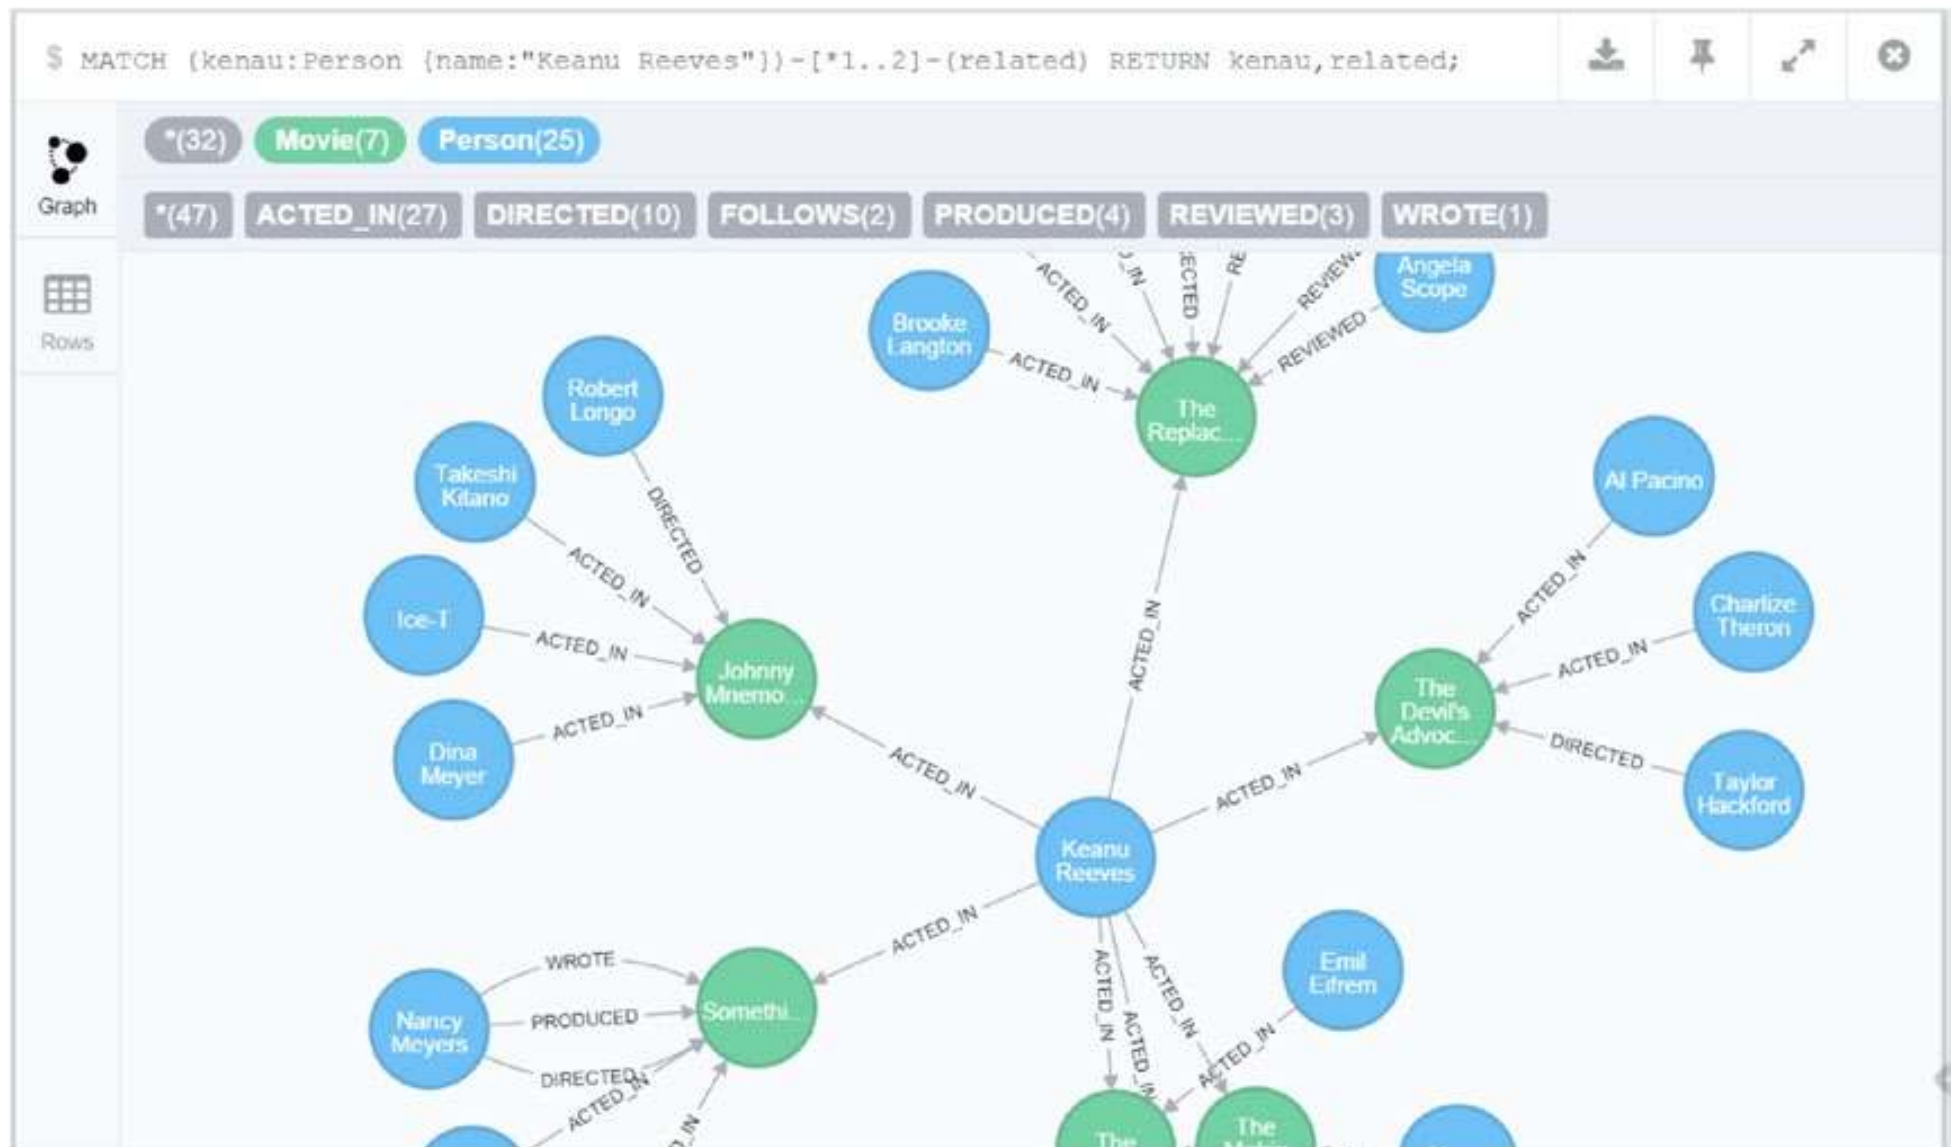 $ MATCH (kenau:Person {name:"Keanu Reeves"})-[*1..2]-(related) RETURN kenau,related;
*(32) Movie(7) Person(25)
Graph
*(47) ACTED_IN(27) DIRECTED(10) FOLLOWS(2) PRODUCED(4) REVIEWED(3) WROTE(1)
Rows
Angela
Scope
ACTED_IN
REVIEWED
Brooke
Langton
ACTED_IN
The
Replac...
Robert
Longo
DIRECTED
Takeshi
Kitano
ACTED_IN
Ice-T
ACTED_IN
Dina
Meyer
ACTED_IN
Johnny
Mnemo...
ACTED_IN
ACTED_IN
Al Pacino
ACTED_IN
Charlize
Theron
ACTED_IN
The
Devil's
Advoc...
DIRECTED
Taylor
Hackford
ACTED_IN
Keanu
Reeves
ACTED_IN
Nancy
Meyers
WROTE
PRODUCED
DIRECTED
Somethi...
ACTED_IN
ACTED_IN
ACTED_IN
ACTED_IN
Emil
Eifrem
ACTED_IN
The
The